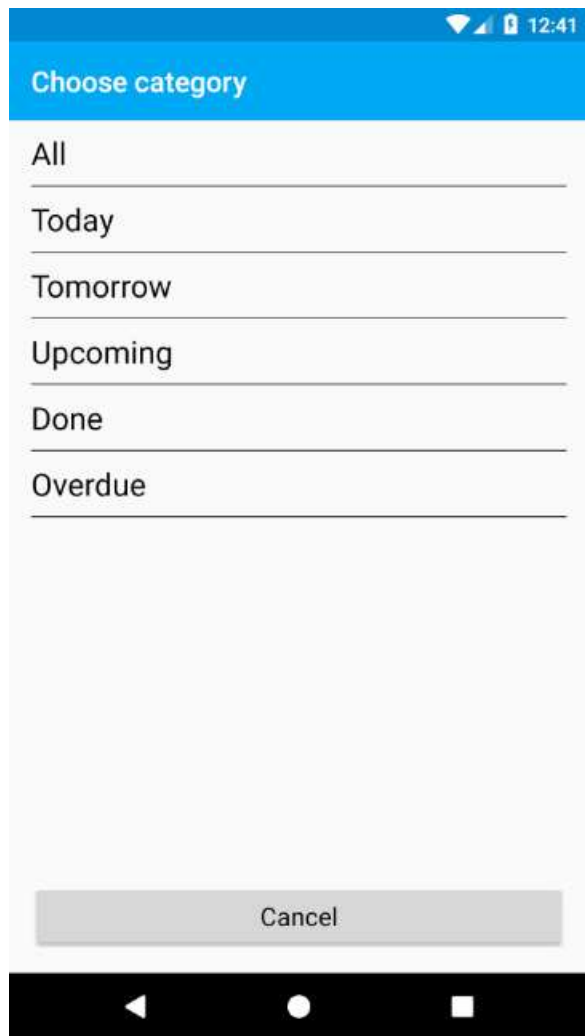 12:41
Choose category
All
Today
Tomorrow
Upcoming
Done
Overdue
Cancel